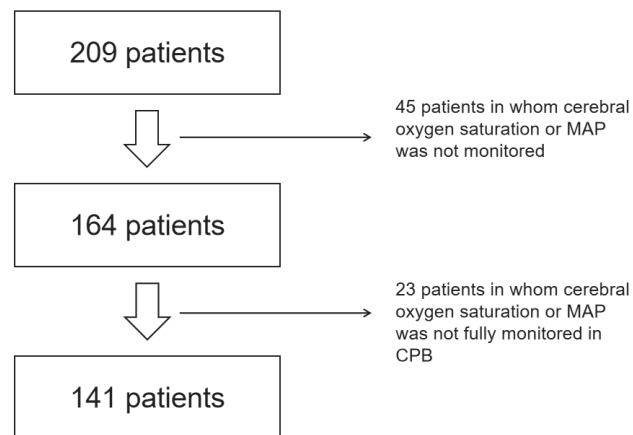 209 patients
45 patients in whom cerebral
oxygen saturation or MAP
was not monitored
164 patients
23 patients in whom cerebral
oxygen saturation or MAP
was not fully monitored in
CPB
141 patients